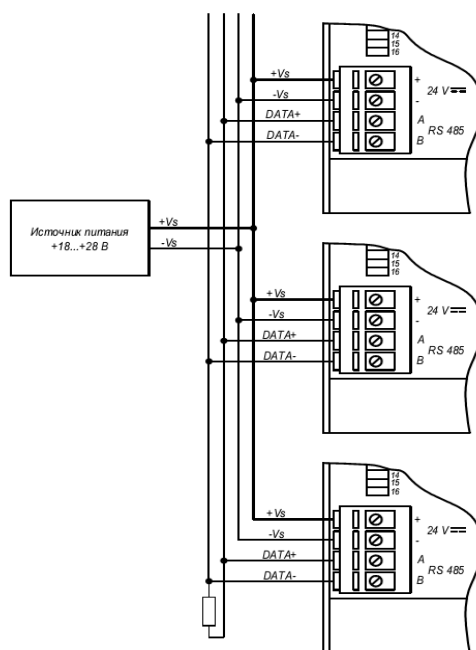 14
15
16
+Vs
+
24 V
-Vs
-
DATA+
A
RS 485
DATA-
B
+Vs
Источник питания
+18...+28 В
-Vs
14
15
16
+Vs
+
24 V
-Vs
-
DATA+
A
RS 485
DATA-
B
14
15
16
+Vs
+
24 V
-Vs
-
DATA+
A
RS 485
DATA-
B